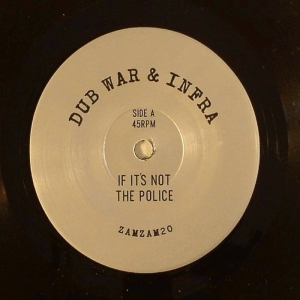 DUB WAR & INFRA
SIDE A
45RPM
IF IT'S NOT
THE POLICE
ZAMZAM20